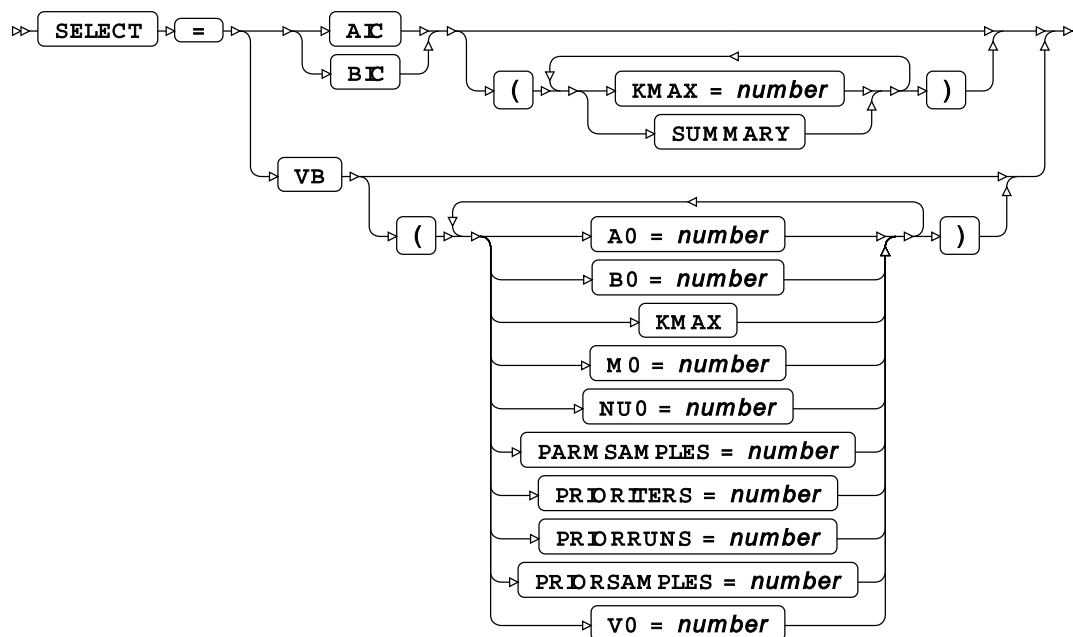 SELECT = AIC
BIC
( KMAX = number )
SUMMARY
VB
( A0 = number )
B0 = number
KMAX
M0 = number
NU0 = number
PARMSAMPLES = number
PRIORITERS = number
PRIORRUNS = number
PRIORSAMPLES = number
V0 = number